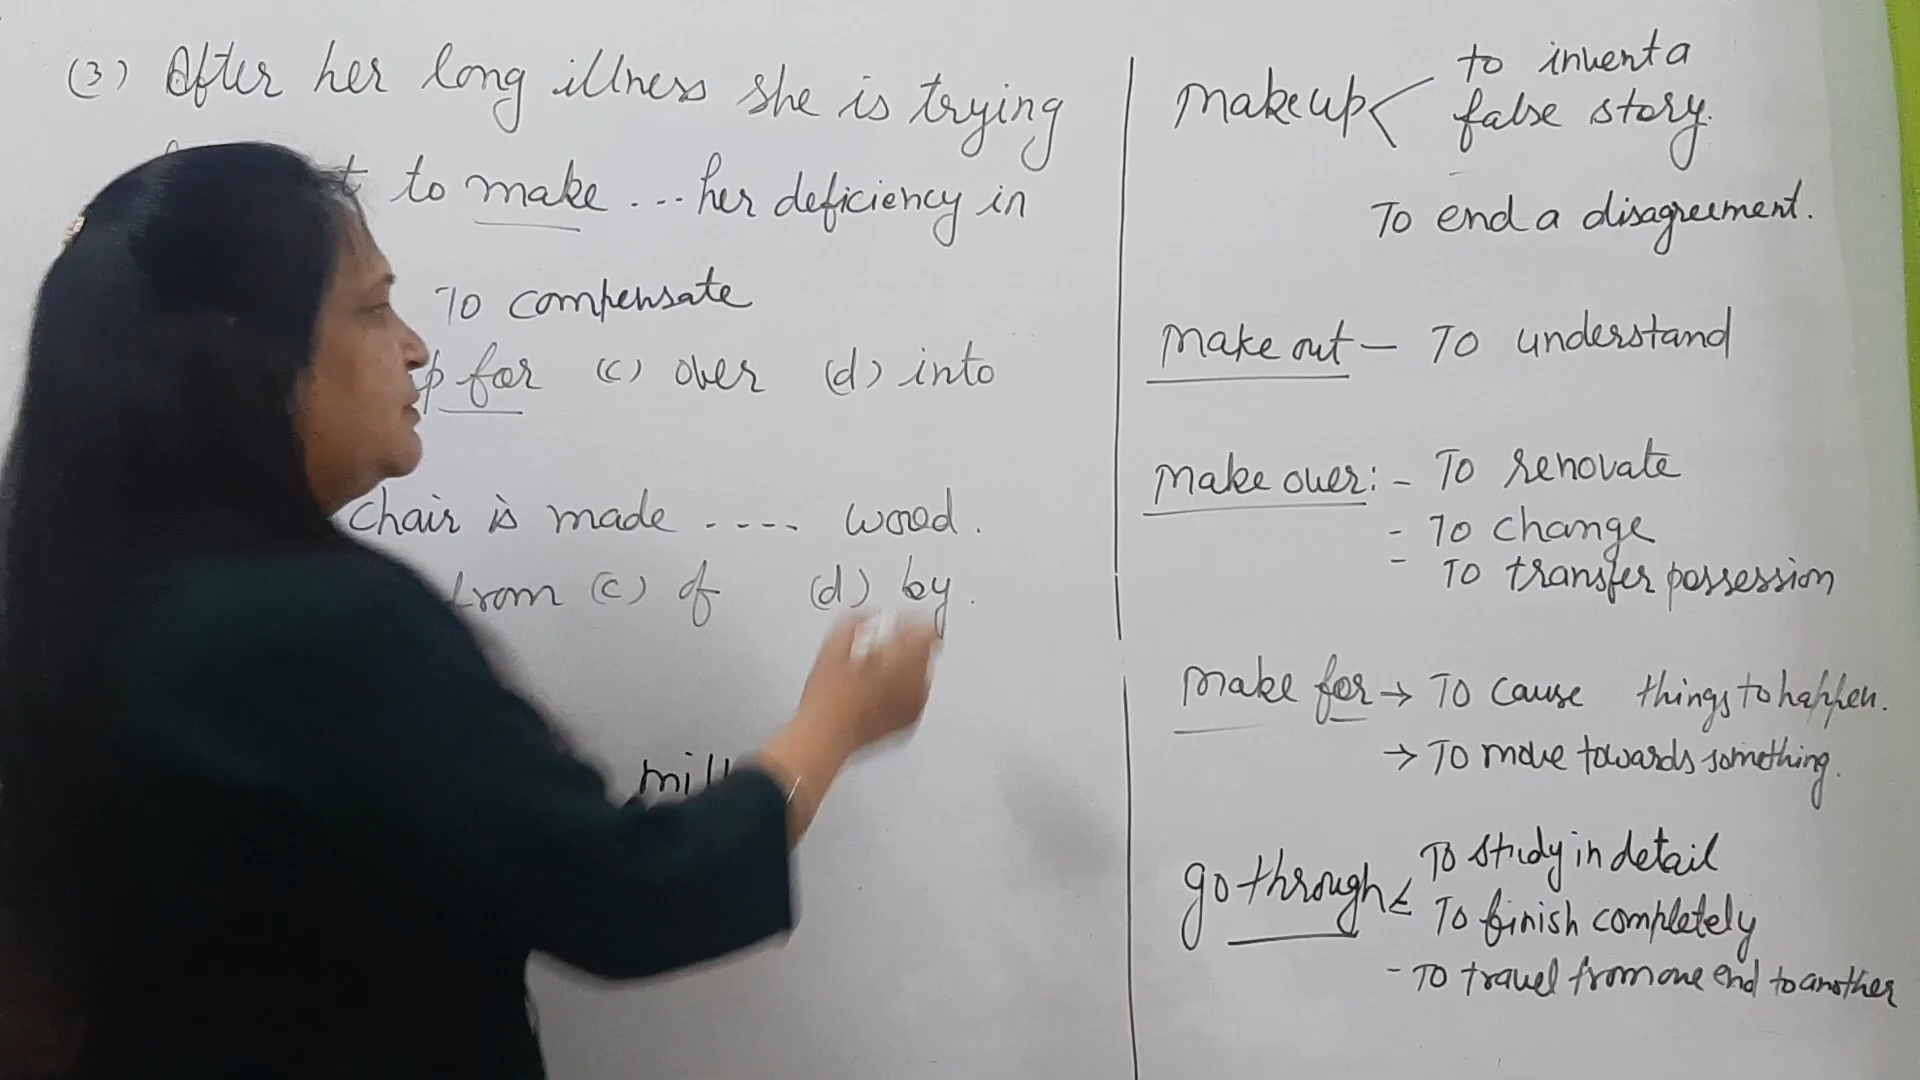 (3) After her long illness she is trying
to make ... her deficiency in
To compensate
for (c) over (d) into
chair is made .... wood.
from (c) of (d) by.
makeup < to invent a
false story.
To end a disagreement.
make out - To understand
make over :- To renovate
- To change
- To transfer possession
make for → To cause things to happen.
→ To move towards something.
go through < To study in detail
To finish completely
- To travel from one end to another